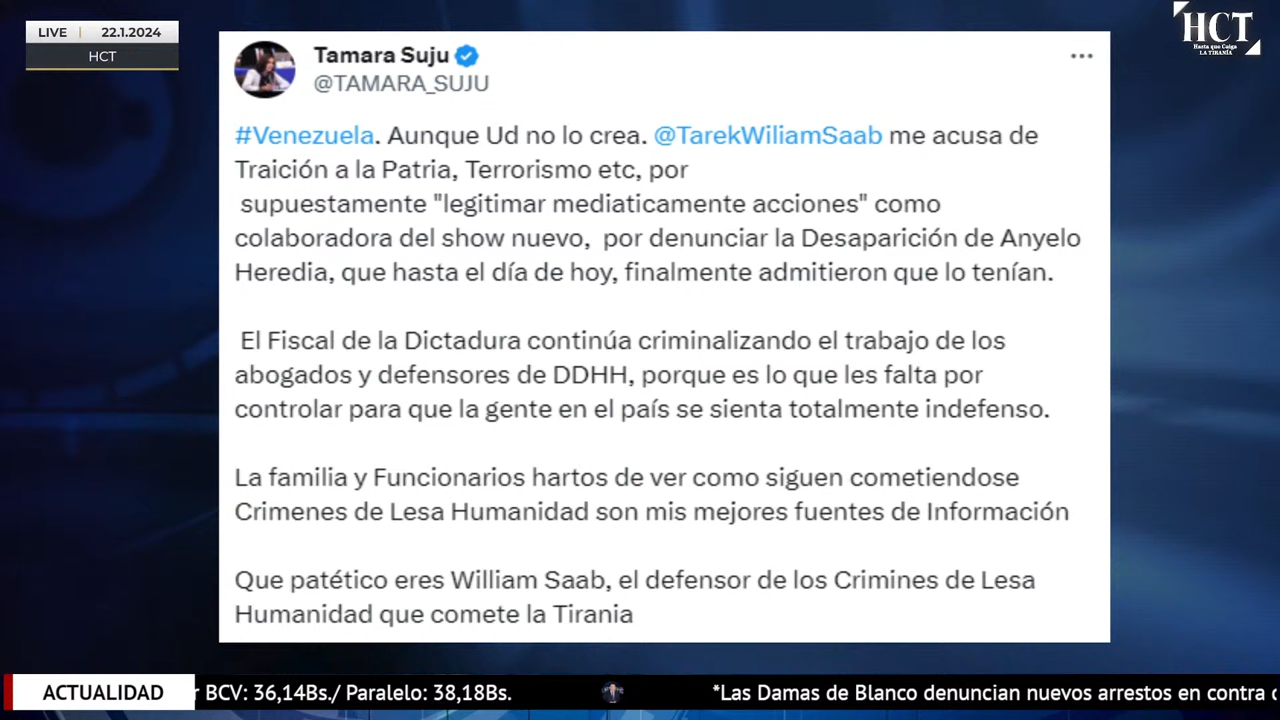 LIVE | 22.1.2024
HCT
HCT
Hasta que Caiga
LA TIRANÍA
Tamara Suju
@TAMARA_SUJU
#Venezuela. Aunque Ud no lo crea. @TarekWiliamSaab me acusa de
Traición a la Patria, Terrorismo etc, por
supuestamente "legitimar mediaticamente acciones" como
colaboradora del show nuevo, por denunciar la Desaparición de Anyelo
Heredia, que hasta el día de hoy, finalmente admitieron que lo tenían.
El Fiscal de la Dictadura continúa criminalizando el trabajo de los
abogados y defensores de DDHH, porque es lo que les falta por
controlar para que la gente en el país se sienta totalmente indefenso.
La familia y Funcionarios hartos de ver como siguen cometiendose
Crimenes de Lesa Humanidad son mis mejores fuentes de Información
Que patético eres William Saab, el defensor de los Crimines de Lesa
Humanidad que comete la Tirania
ACTUALIDAD
BCV: 36,14Bs./ Paralelo: 38,18Bs.
*Las Damas de Blanco denuncian nuevos arrestos en contra